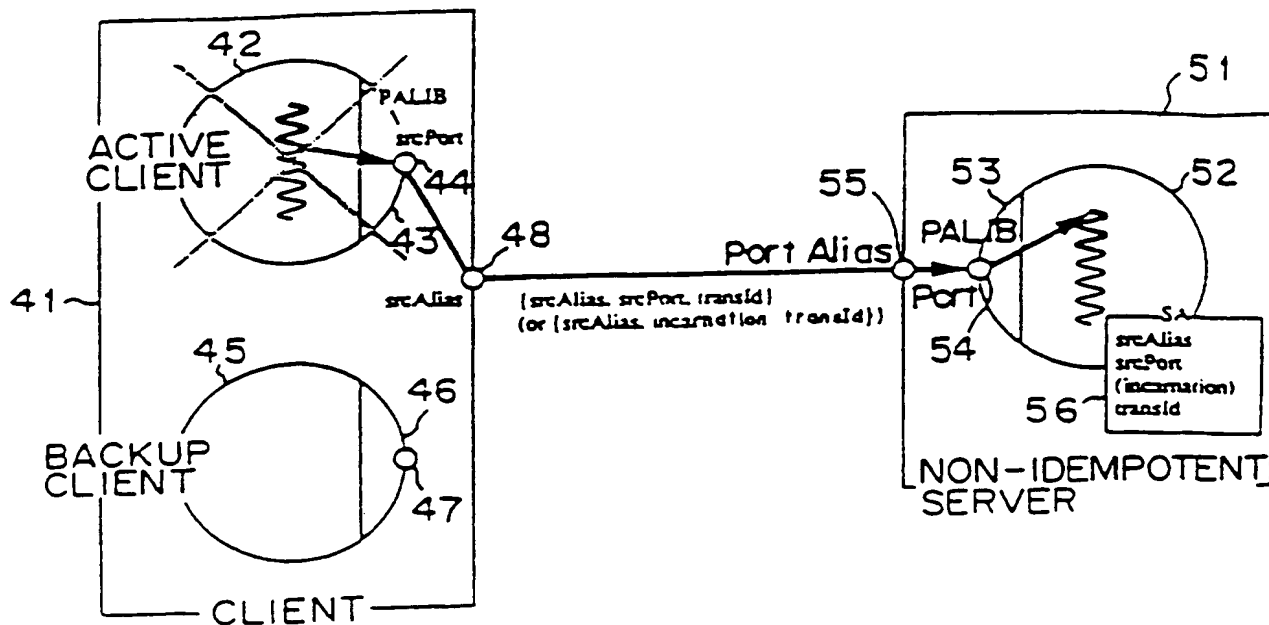 42
PALIB
srcPort
ACTIVE
CLIENT
44
43
48
srcAlias
41
45
46
BACKUP
CLIENT
47
CLIENT
Port Alias
{srcAlias, srcPort, transId}
(or {srcAlias, incarnation, transId})
51
55
53
52
PALIB
Port
54
SA
srcAlias
srcPort
(incarnation)
transId
56
NON-IDEMPOTENT
SERVER